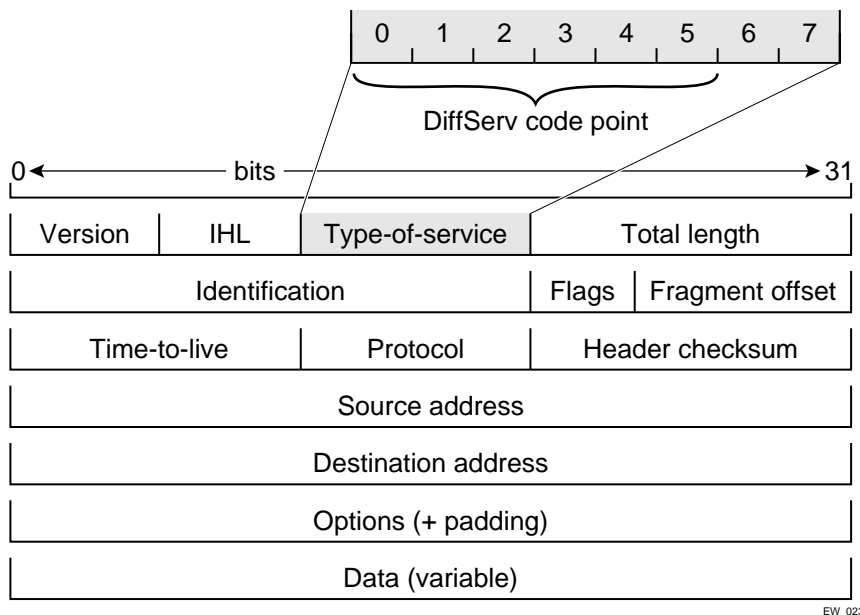 0 1 2 3 4 5 6 7
DiffServ code point
0 bits 31
Version IHL Type-of-service Total length
Identification Flags Fragment offset
Time-to-live Protocol Header checksum
Source address
Destination address
Options (+ padding)
Data (variable)
EW_023